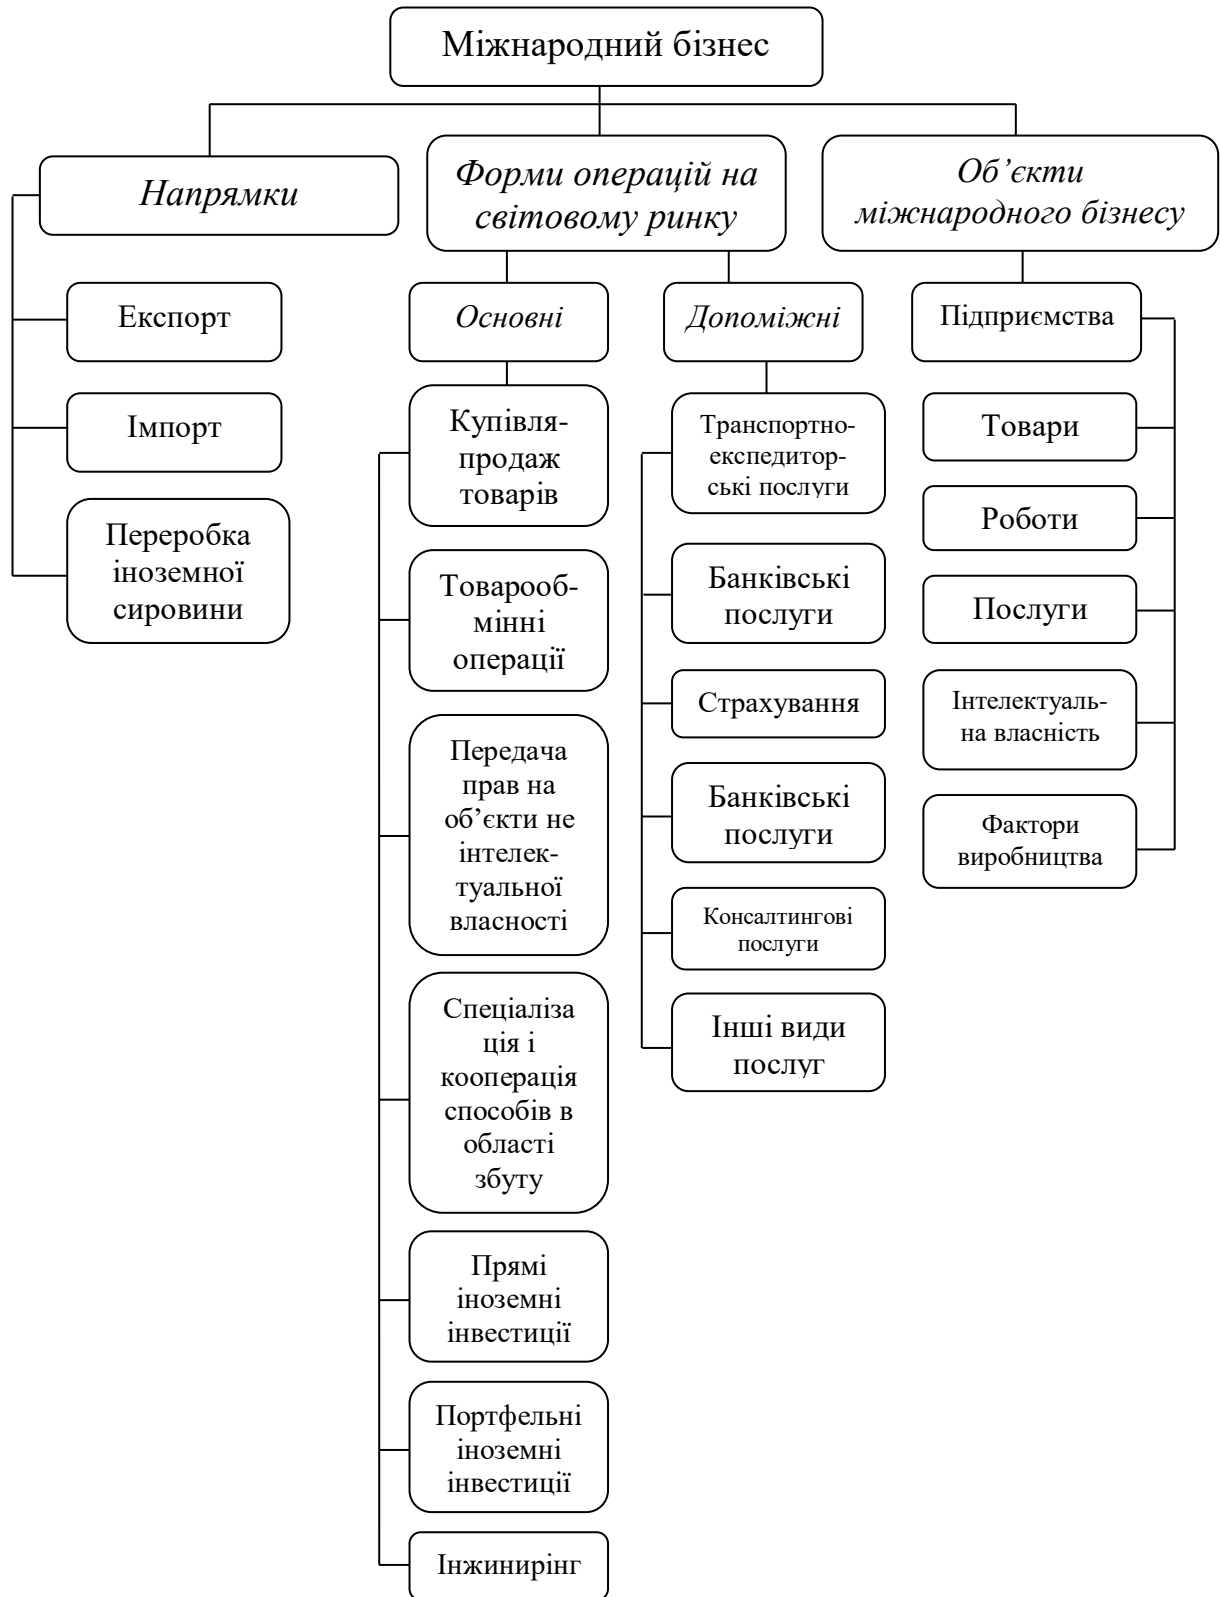 Міжнародний бізнес
Напрямки
Форми операцій на
світовому ринку
Об’єкти
міжнародного бізнесу
Експорт
Імпорт
Переробка
іноземної
сировини
Основні
Купівля-
продаж
товарів
Товарооб-
мінні
операції
Передача
прав на
об’єкти не
інтелек-
туальної
власності
Спеціаліза
ція і
кооперація
способів в
області
збуту
Прямі
іноземні
інвестиції
Портфельні
іноземні
інвестиції
Інжиниринг
Допоміжні
Транспортно-
експедитор-
ські послуги
Банківські
послуги
Страхування
Банківські
послуги
Консалтингові
послуги
Інші види
послуг
Підприємства
Товари
Роботи
Послуги
Інтелектуаль-
на власність
Фактори
виробництва